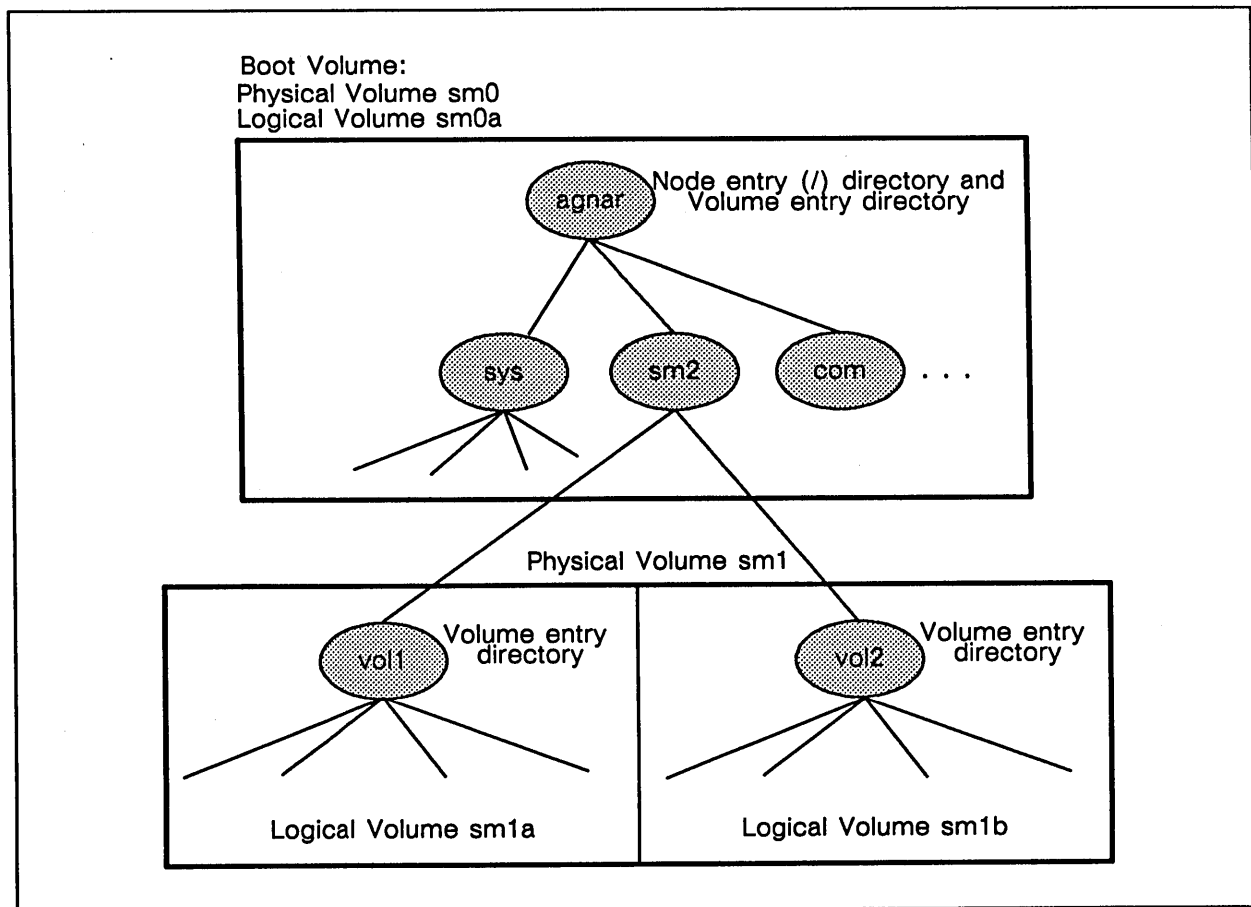 Boot Volume:
Physical Volume sm0
Logical Volume sm0a
agnar
Node entry (/) directory and
Volume entry directory
sys
sm2
com
. . .
Physical Volume sm1
vol1
Volume entry
directory
vol2
Volume entry
directory
Logical Volume sm1a
Logical Volume sm1b